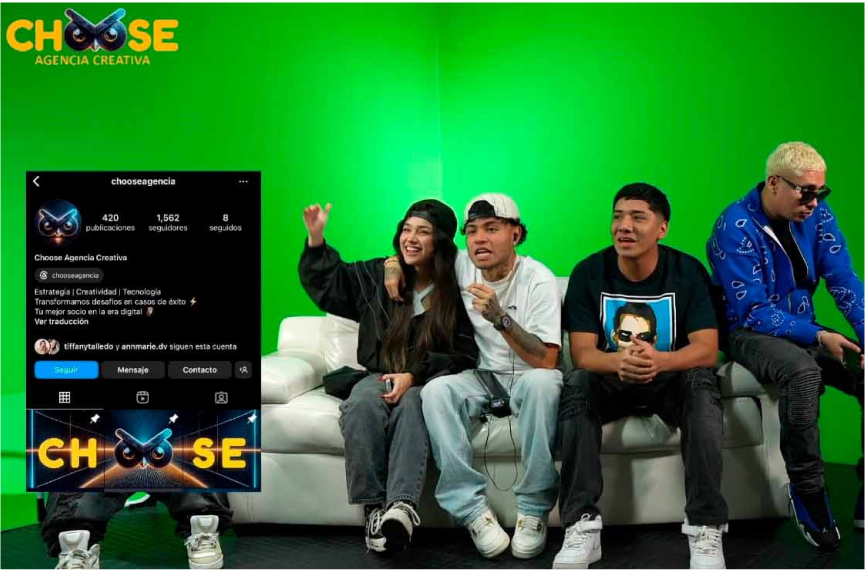 CHOOSE
AGENCIA CREATIVA
chooseagencia
420 1,562 8
publicaciones seguidores seguidos
Choose Agencia Creativa
chooseagencia
Estrategia | Creatividad | Tecnología
Transformamos desafíos en casos de éxito
Tu mejor socio en la era digital
Ver traducción
tiffanytalledo y annmarie.dv siguen esta cuenta
Seguir Mensaje Contacto
CHOOSE